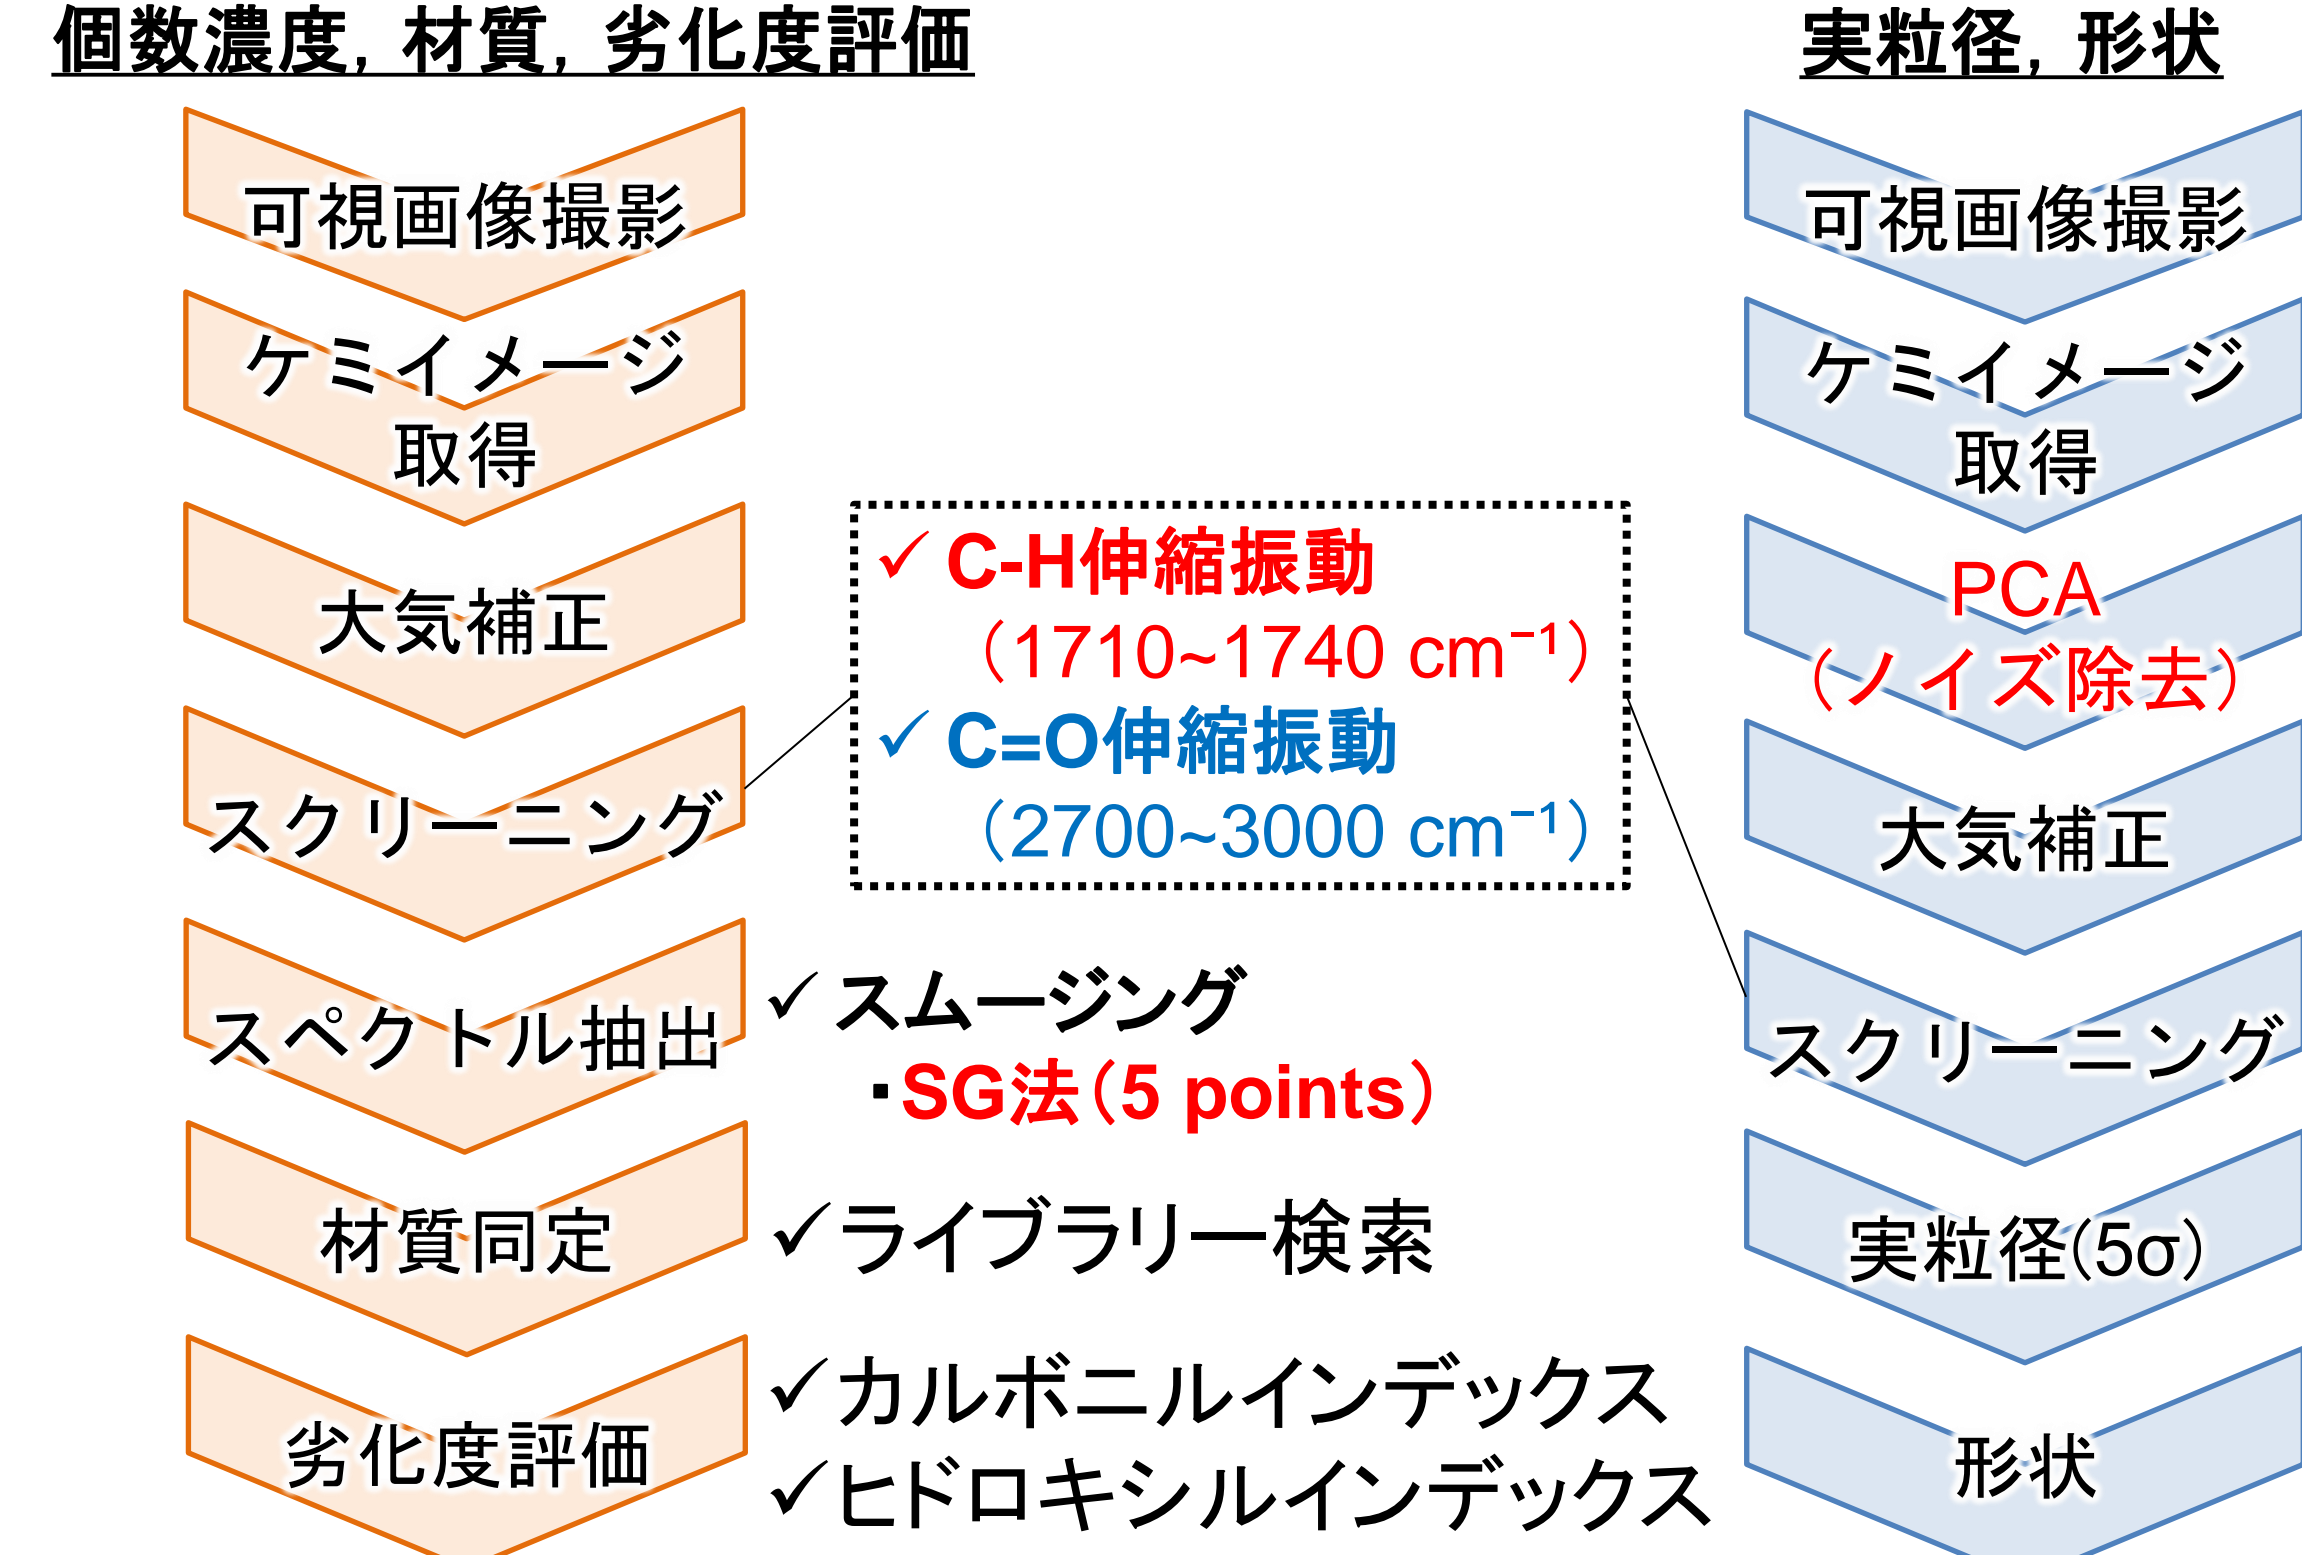 個数濃度，材質，劣化度評価
可視画像撮影
ケミイメージ
取得
大気補正
スクリーニング
スペクトル抽出
材質同定
劣化度評価
✓ C-H伸縮振動
（1710~1740 cm⁻¹）
✓ C=O伸縮振動
（2700~3000 cm⁻¹）
✓ スムージング
・SG法（5 points）
✓ライブラリー検索
✓カルボニルインデックス
✓ヒドロキシルインデックス
実粒径，形状
可視画像撮影
ケミイメージ
取得
PCA
（ノイズ除去）
大気補正
スクリーニング
実粒径(5σ)
形状